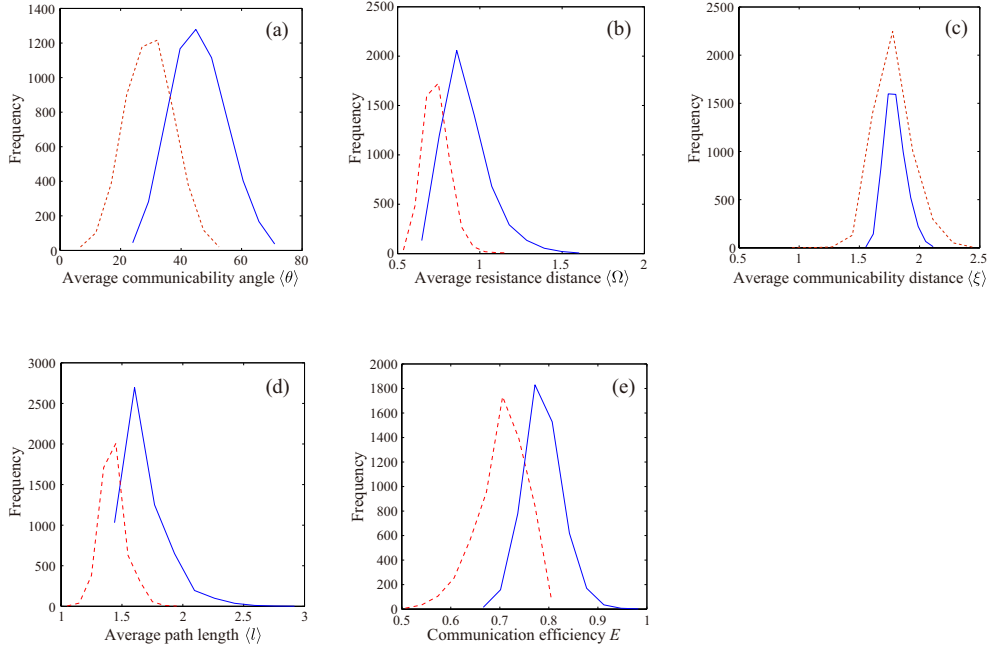 (a)
Frequency
1400
1200
1000
800
600
400
200
0
0 20 40 60 80
Average communicability angle ⟨θ⟩
(b)
Frequency
2500
2000
1500
1000
500
0
0.5 1 1.5 2
Average resistance distance ⟨Ω⟩
(c)
Frequency
2500
2000
1500
1000
500
0
0.5 1 1.5 2 2.5
Average communicability distance ⟨ξ⟩
(d)
Frequency
3000
2500
2000
1500
1000
500
0
1 1.5 2 2.5 3
Average path length ⟨l⟩
(e)
Frequency
2000
1800
1600
1400
1200
1000
800
600
400
200
0
0.5 0.6 0.7 0.8 0.9 1
Communication efficiency E